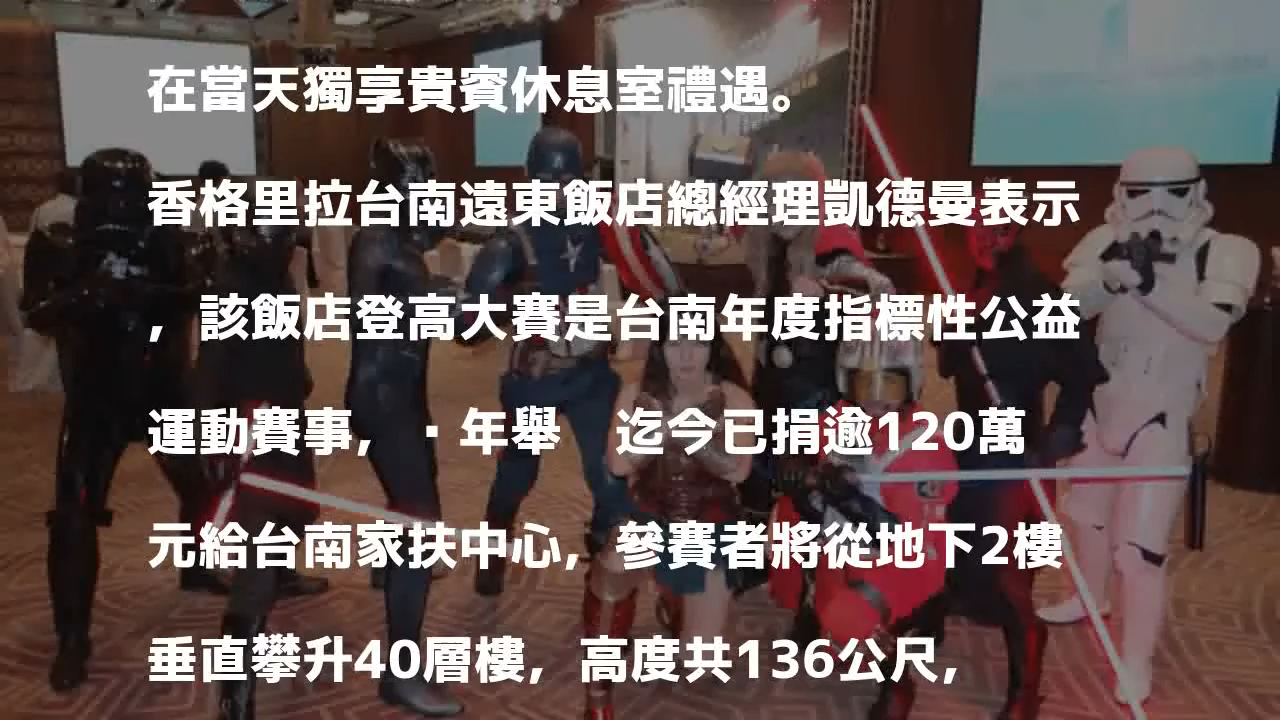 在當天獨享貴賓休息室禮遇。
香格里拉台南遠東飯店總經理凱德曼表示
，該飯店登高大賽是台南年度指標性公益
運動賽事，‧年舉　迄今已捐逾120萬
元給台南家扶中心，參賽者將從地下2樓
垂直攀升40層樓，高度共136公尺，